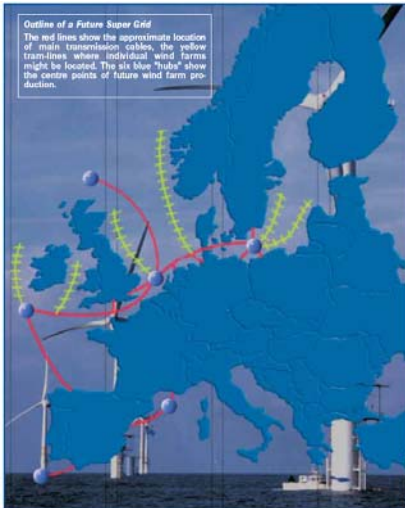 Outline of a Future Super Grid
The red lines show the approximate location
of main transmission cables, the yellow
tram-lines where individual wind farms
might be located. The six blue "hubs" show
the centre points of future wind farm pro-
duction.